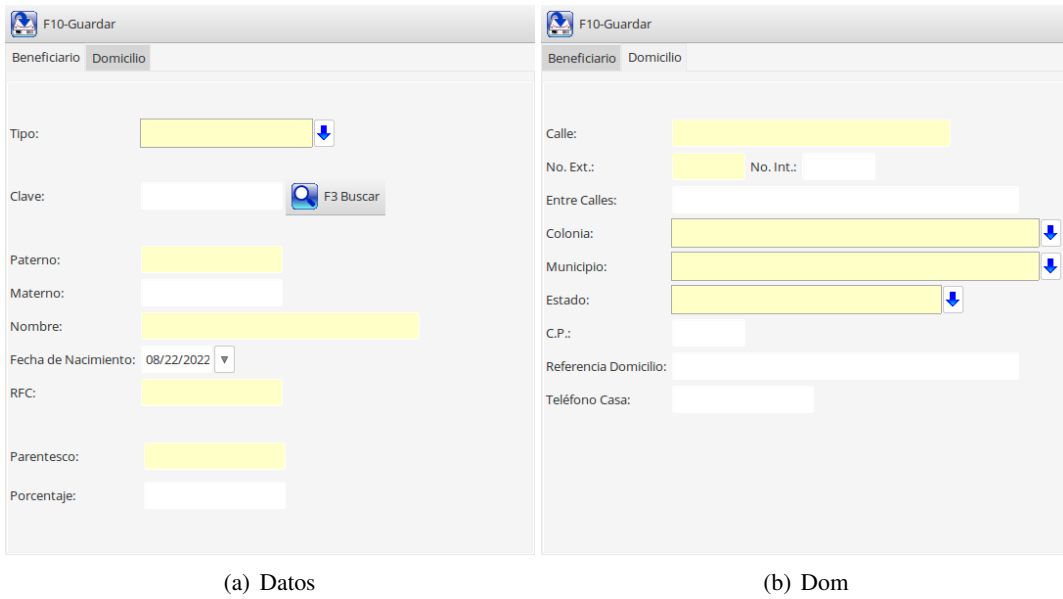 F10-Guardar
Beneficiario Domicilio
Tipo:
Clave: F3 Buscar
Paterno:
Materno:
Nombre:
Fecha de Nacimiento: 08/22/2022
RFC:
Parentesco:
Porcentaje:
(a) Datos
F10-Guardar
Beneficiario Domicilio
Calle:
No. Ext.: No. Int.:
Entre Calles:
Colonia:
Municipio:
Estado:
C.P.:
Referencia Domicilio:
Teléfono Casa:
(b) Dom